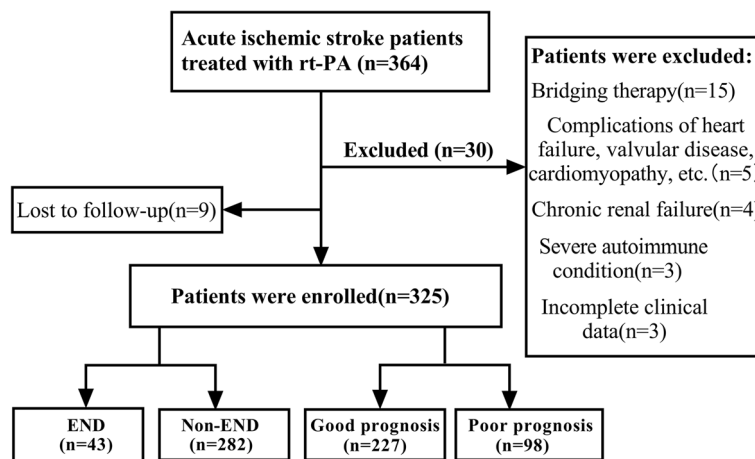 Acute ischemic stroke patients
treated with rt-PA (n=364)
Patients were excluded:
Bridging therapy(n=15)
Complications of heart
failure, valvular disease,
cardiomyopathy, etc.(n=5)
Chronic renal failure(n=4)
Severe autoimmune
condition(n=3)
Incomplete clinical
data(n=3)
Excluded (n=30)
Lost to follow-up(n=9)
Patients were enrolled(n=325)
END
(n=43)
Non-END
(n=282)
Good prognosis
(n=227)
Poor prognosis
(n=98)